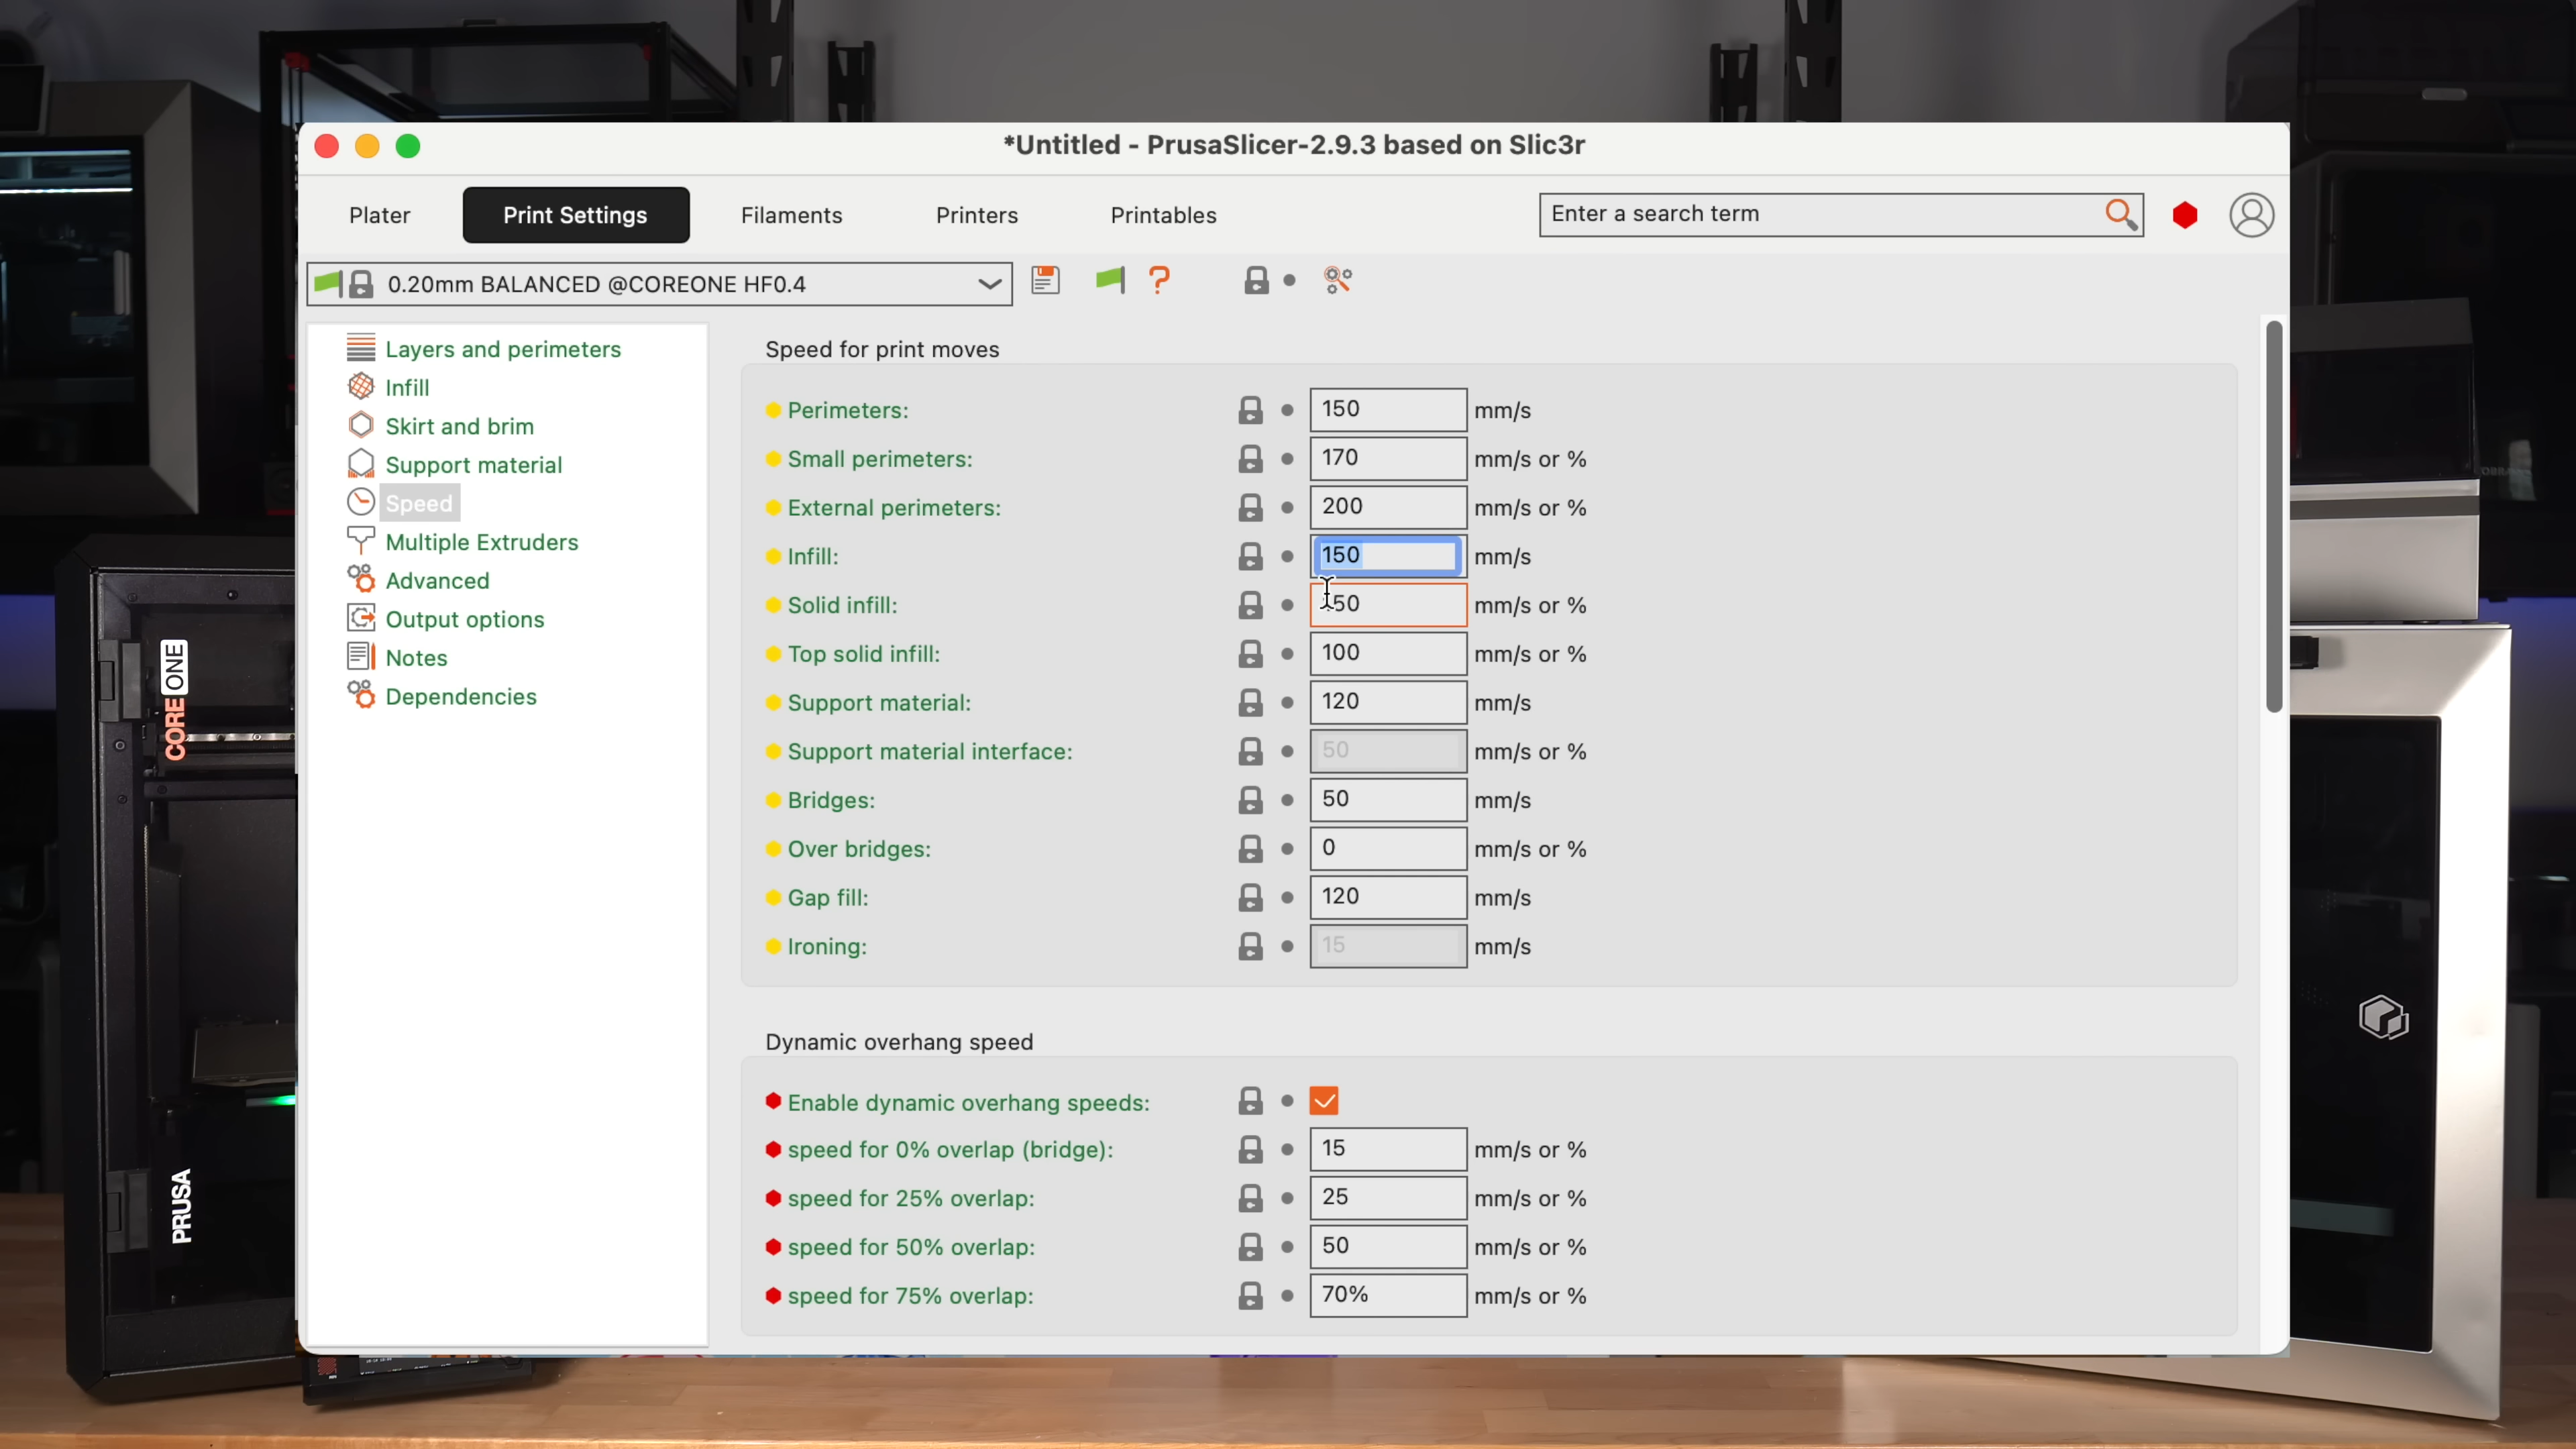 *Untitled - PrusaSlicer-2.9.3 based on Slic3r
Plater
Print Settings
Filaments
Printers
Printables
Enter a search term
0.20mm BALANCED @COREONE HF0.4
?
Layers and perimeters
Infill
Skirt and brim
Support material
Speed
Multiple Extruders
Advanced
Output options
Notes
Dependencies
Speed for print moves
Perimeters: 150 mm/s
Small perimeters: 170 mm/s or %
External perimeters: 200 mm/s or %
Infill: 150 mm/s
Solid infill: 50 mm/s or %
Top solid infill: 100 mm/s or %
Support material: 120 mm/s
Support material interface: 50 mm/s or %
Bridges: 50 mm/s
Over bridges: 0 mm/s or %
Gap fill: 120 mm/s
Ironing: 15 mm/s
Dynamic overhang speed
Enable dynamic overhang speeds:
speed for 0% overlap (bridge): 15 mm/s or %
speed for 25% overlap: 25 mm/s or %
speed for 50% overlap: 50 mm/s or %
speed for 75% overlap: 70% mm/s or %
CORE ONE
PRUSA